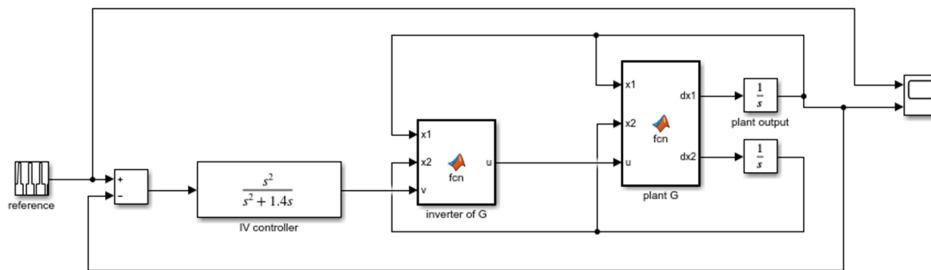 x1
dx1
x2
fcn
u
dx2
plant G
1
s
plant output
1
s
x1
x2
fcn
u
v
inverter of G
reference
+
−
s²
s² + 1.4s
IV controller